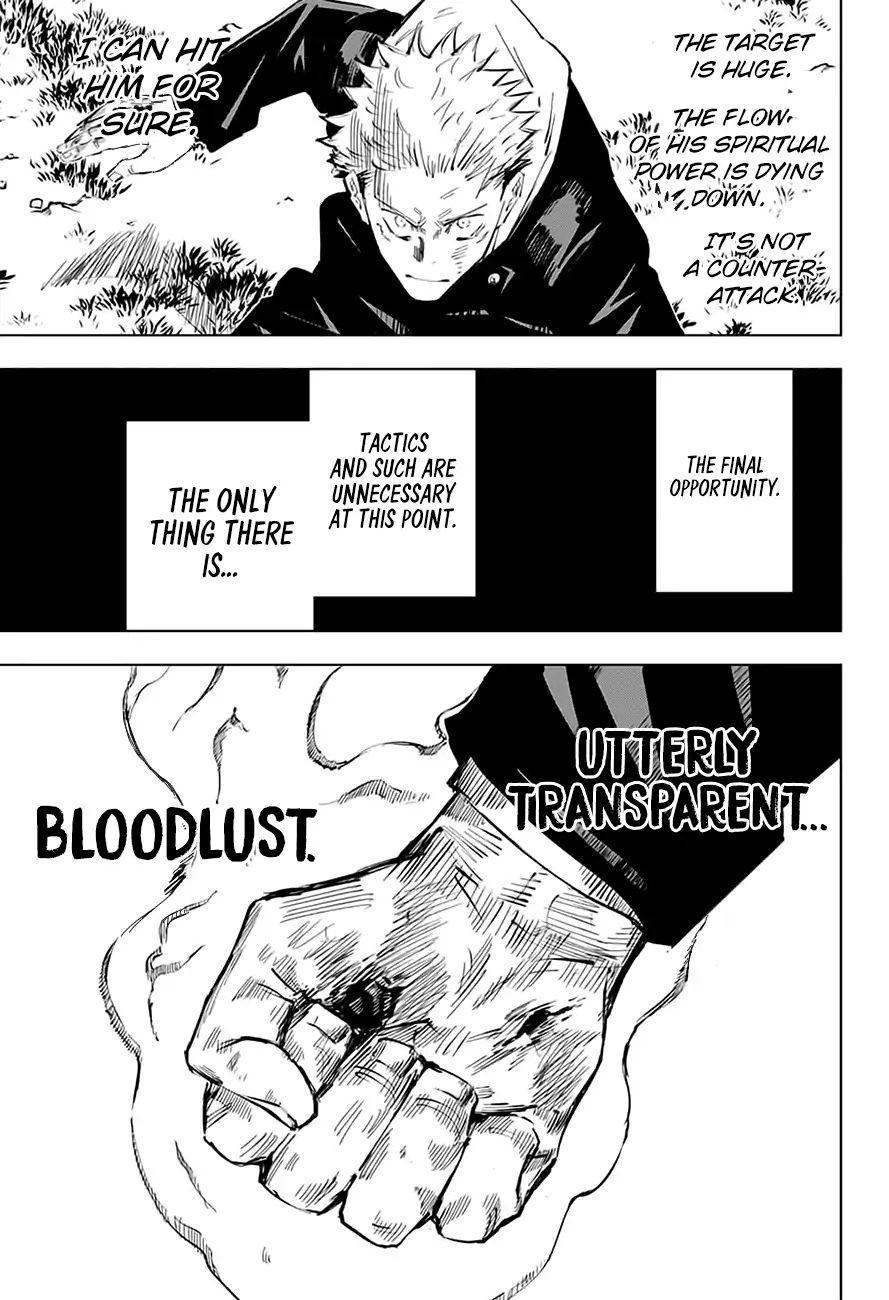 THE TARGET
IS HUGE.
THE FLOW
OF HIS SPIRITUAL
POWER IS DYING
DOWN.
IT'S NOT
A COUNTER-
ATTACK.
I CAN HIT
HIM FOR
SURE.
THE FINAL
OPPORTUNITY.
TACTICS
AND SUCH ARE
UNNECESSARY
AT THIS POINT.
THE ONLY
THING THERE
IS...
UTTERLY
TRANSPARENT...
BLOODLUST.